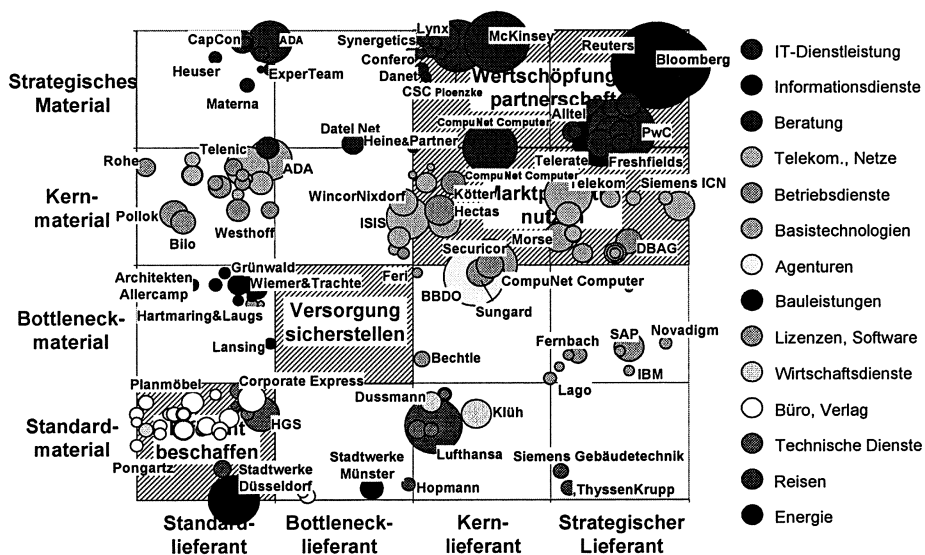 Strategisches
Material
Kern-
material
Bottleneck-
material
Standard-
material
CapCon
ADA
Heuser
ExperTeam
Materna
Lynx
Synergetics
McKinsey
Confero
Danet
CSC Ploenzke
Wertschöpfung
partnerschaft
Reuters
Bloomberg
Alltel
PwC
CompuNet Computer
Datel Net
Heine&Partner
Telerate
Freshfields
Rohe
Telenic
ADA
CompuNet Computer
Telekom
Siemens ICN
WincorNixdorf
Kötter
nutzen
Pollok
Bilo
Westhoff
ISIS
Hectas
Securicor
Morse
DBAG
Architekten
Grünwald
Allercamp
Wiemer&Trachte
Hartmaring&Laugs
Lansing
Versorgung
sicherstellen
Feri
BBDO
CompuNet Computer
Sungard
Bechtle
Fernbach
SAP
Novadigm
IBM
Lago
Planmöbel
Corporate Express
HGS
beschaffen
Pongartz
Stadtwerke
Düsseldorf
Stadtwerke
Münster
Dussmann
Klüh
Lufthansa
Hopmann
Siemens Gebäudetechnik
ThyssenKrupp
Standard-
lieferant
Bottleneck-
lieferant
Kern-
lieferant
Strategischer
Lieferant
IT-Dienstleistung
Informationsdienste
Beratung
Telekom., Netze
Betriebsdienste
Basistechnologien
Agenturen
Bauleistungen
Lizenzen, Software
Wirtschaftsdienste
Büro, Verlag
Technische Dienste
Reisen
Energie